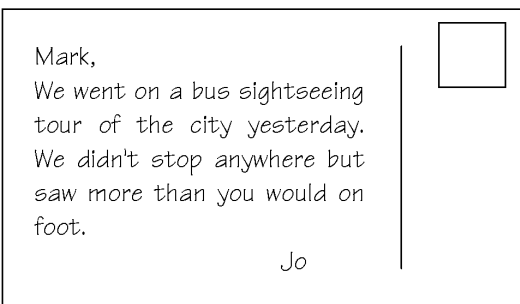 Mark,
We went on a bus sightseeing
tour of the city yesterday.
We didn't stop anywhere but
saw more than you would on
foot.
Jo